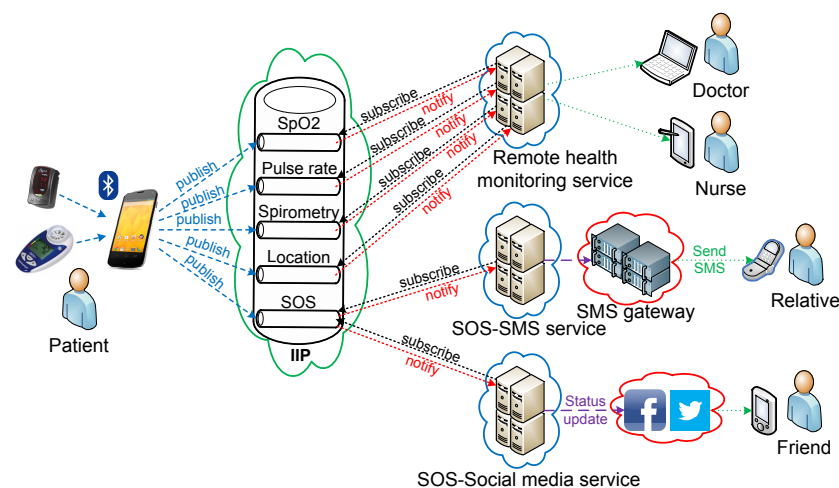 SpO2
Pulse rate
Spirometry
Location
SOS
IIP
publish
publish
publish
publish
publish
Patient
subscribe
notify
subscribe
notify
subscribe
notify
subscribe
notify
subscribe
notify
subscribe
notify
Remote health
monitoring service
Doctor
Nurse
SOS-SMS service
SMS gateway
Send
SMS
Relative
SOS-Social media service
Status
update
f
Friend